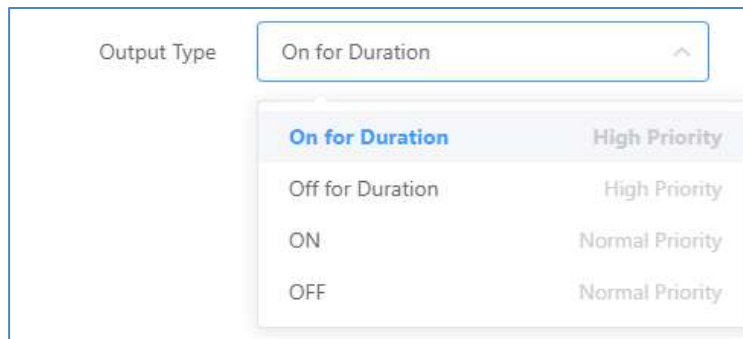 Output Type On for Duration
On for Duration High Priority
Off for Duration High Priority
ON Normal Priority
OFF Normal Priority